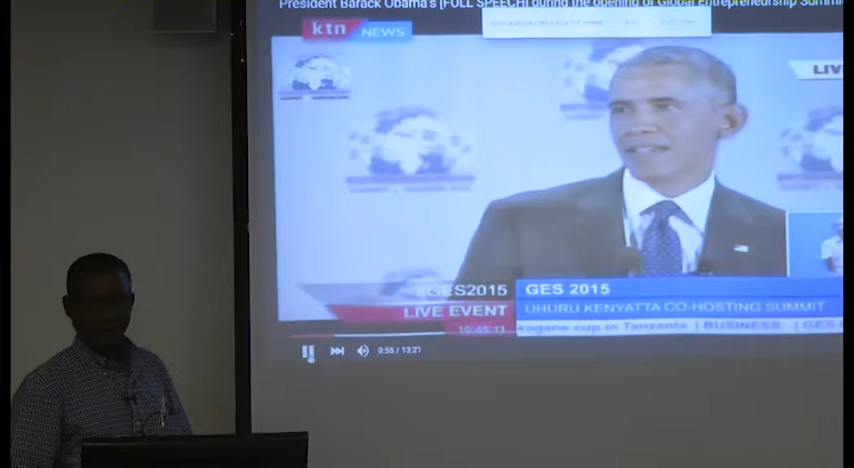 President Barack Obama's [FULL SPEECH] during the opening of Global Entrepreneurship Summit
ktn NEWS
LIVE
#GES2015
GES 2015
LIVE EVENT
UHURU KENYATTA CO-HOSTING SUMMIT
10:45:11
league cup in Tanzania BUSINESS GES
0:55 / 13:21